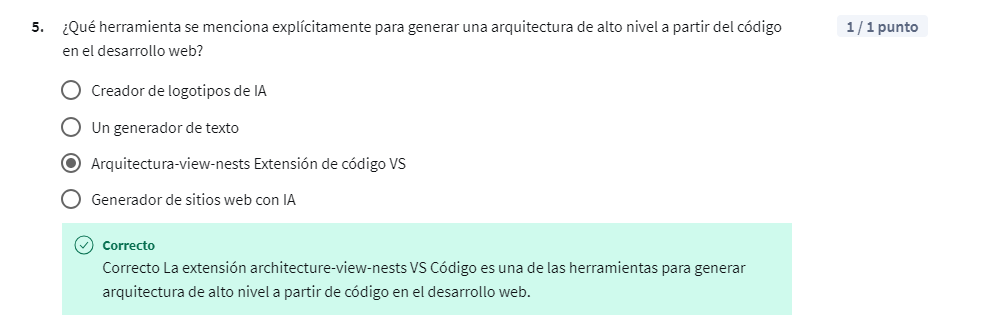 5. ¿Qué herramienta se menciona explícitamente para generar una arquitectura de alto nivel a partir del código
en el desarrollo web?
1 / 1 punto
Creador de logotipos de IA
Un generador de texto
Arquitectura-view-nests Extensión de código VS
Generador de sitios web con IA
Correcto
Correcto La extensión architecture-view-nests VS Código es una de las herramientas para generar
arquitectura de alto nivel a partir de código en el desarrollo web.